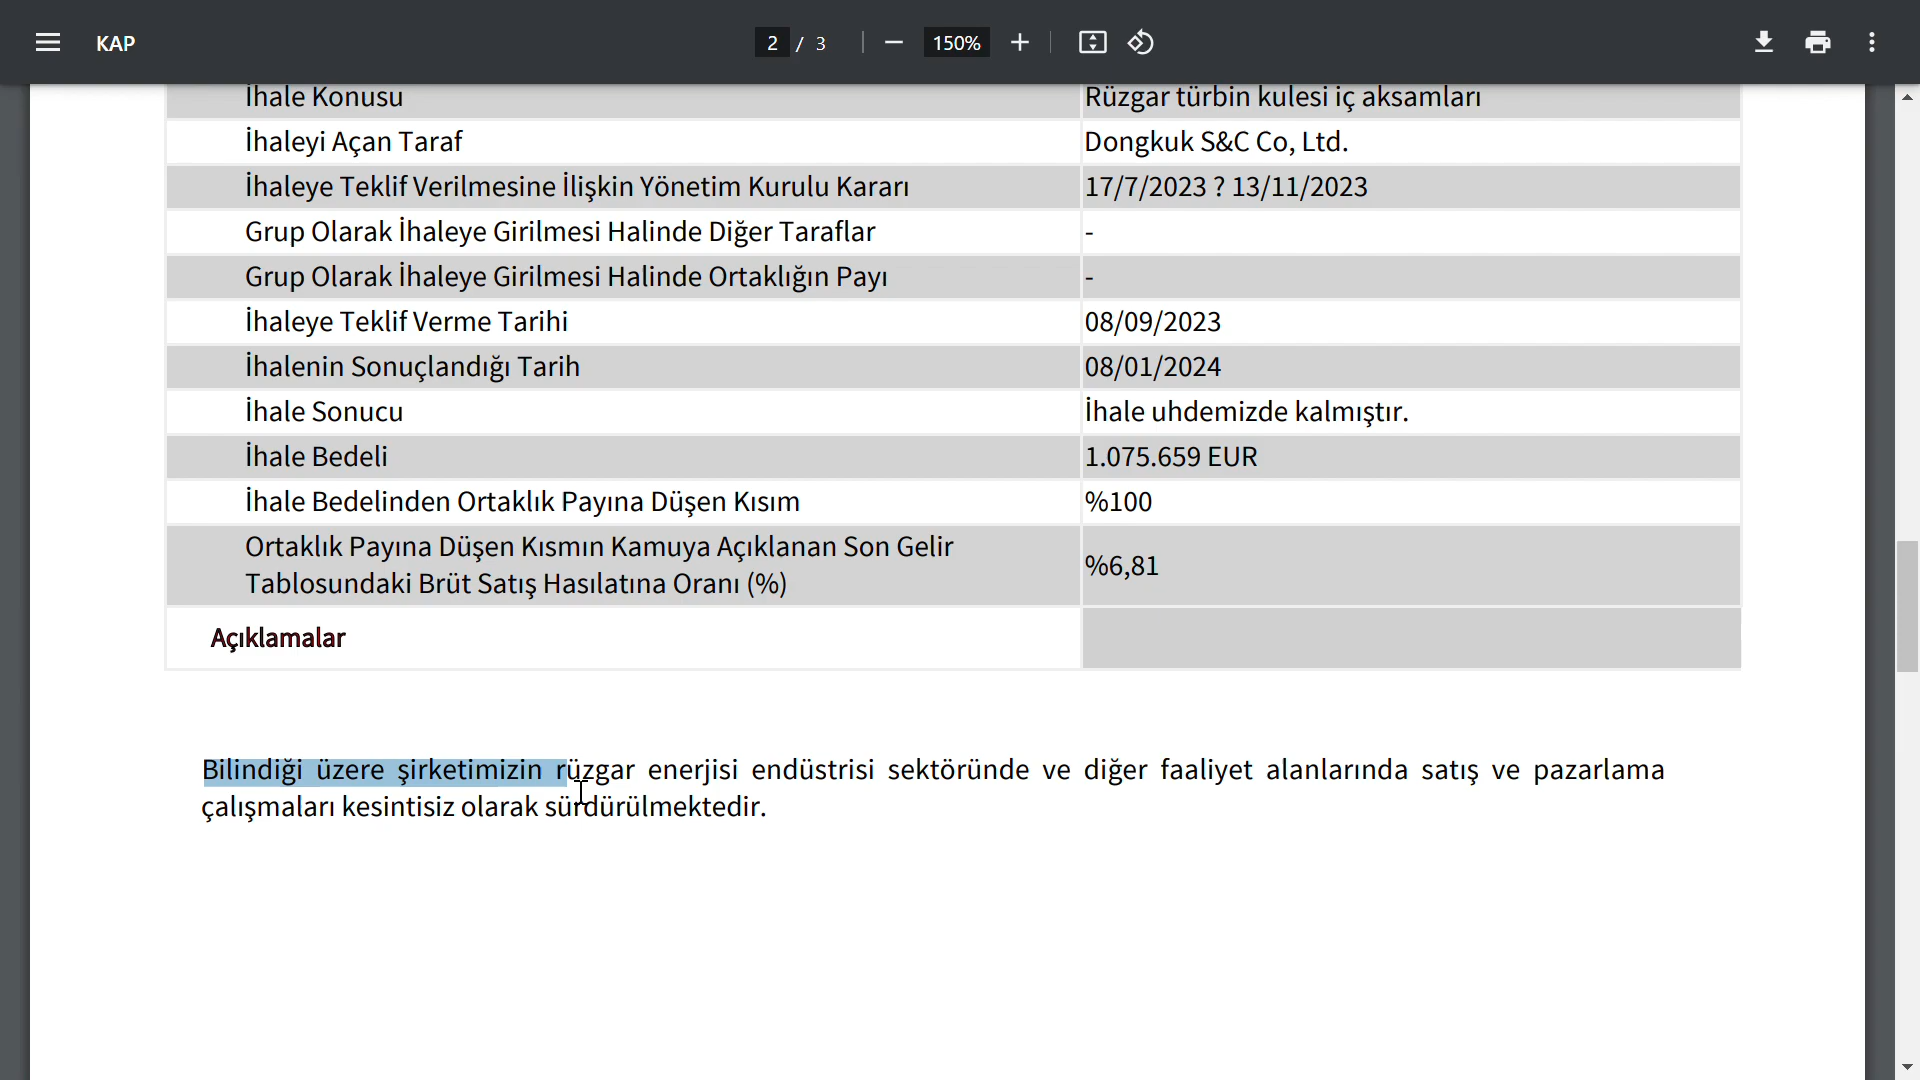 KAP
2 / 3
150%
İhale Konusu
Rüzgar türbin kulesi iç aksamları
İhaleyi Açan Taraf
Dongkuk S&C Co, Ltd.
İhaleye Teklif Verilmesine İlişkin Yönetim Kurulu Kararı
17/7/2023 ? 13/11/2023
Grup Olarak İhaleye Girilmesi Halinde Diğer Taraflar
-
Grup Olarak İhaleye Girilmesi Halinde Ortaklığın Payı
-
İhaleye Teklif Verme Tarihi
08/09/2023
İhalenin Sonuçlandığı Tarih
08/01/2024
İhale Sonucu
İhale uhdemizde kalmıştır.
İhale Bedeli
1.075.659 EUR
İhale Bedelinden Ortaklık Payına Düşen Kısım
%100
Ortaklık Payına Düşen Kısmın Kamuya Açıklanan Son Gelir
Tablosundaki Brüt Satış Hasılatına Oranı (%)
%6,81
Açıklamalar
Bilindiği üzere şirketimizin rüzgar enerjisi endüstrisi sektöründe ve diğer faaliyet alanlarında satış ve pazarlama
çalışmaları kesintisiz olarak sürdürülmektedir.